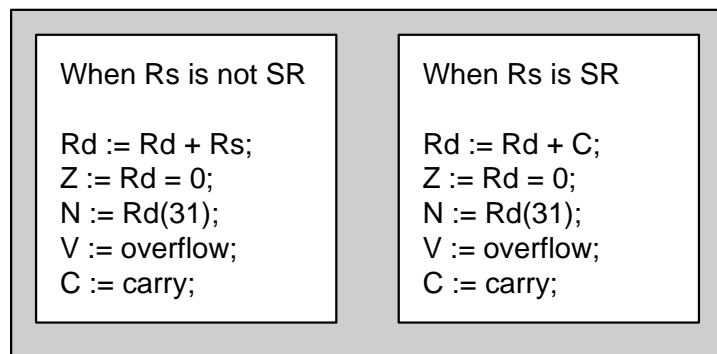 When Rs is not SR
Rd := Rd + Rs;
Z := Rd = 0;
N := Rd(31);
V := overflow;
C := carry;
When Rs is SR
Rd := Rd + C;
Z := Rd = 0;
N := Rd(31);
V := overflow;
C := carry;